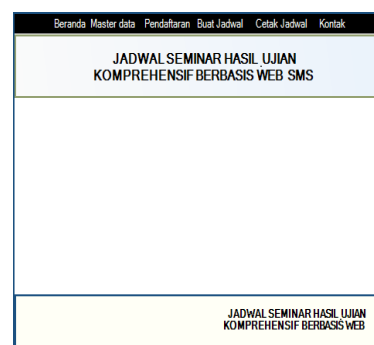 Beranda Master data Pendaftaran Buat Jadwal Cetak Jadwal Kontak
JADWAL SEMINAR HASIL UJIAN
KOMPREHENSIF BERBASIS WEB SMS
JADWAL SEMINAR HASIL UJIAN
KOMPREHENSIF BERBASIS WEB